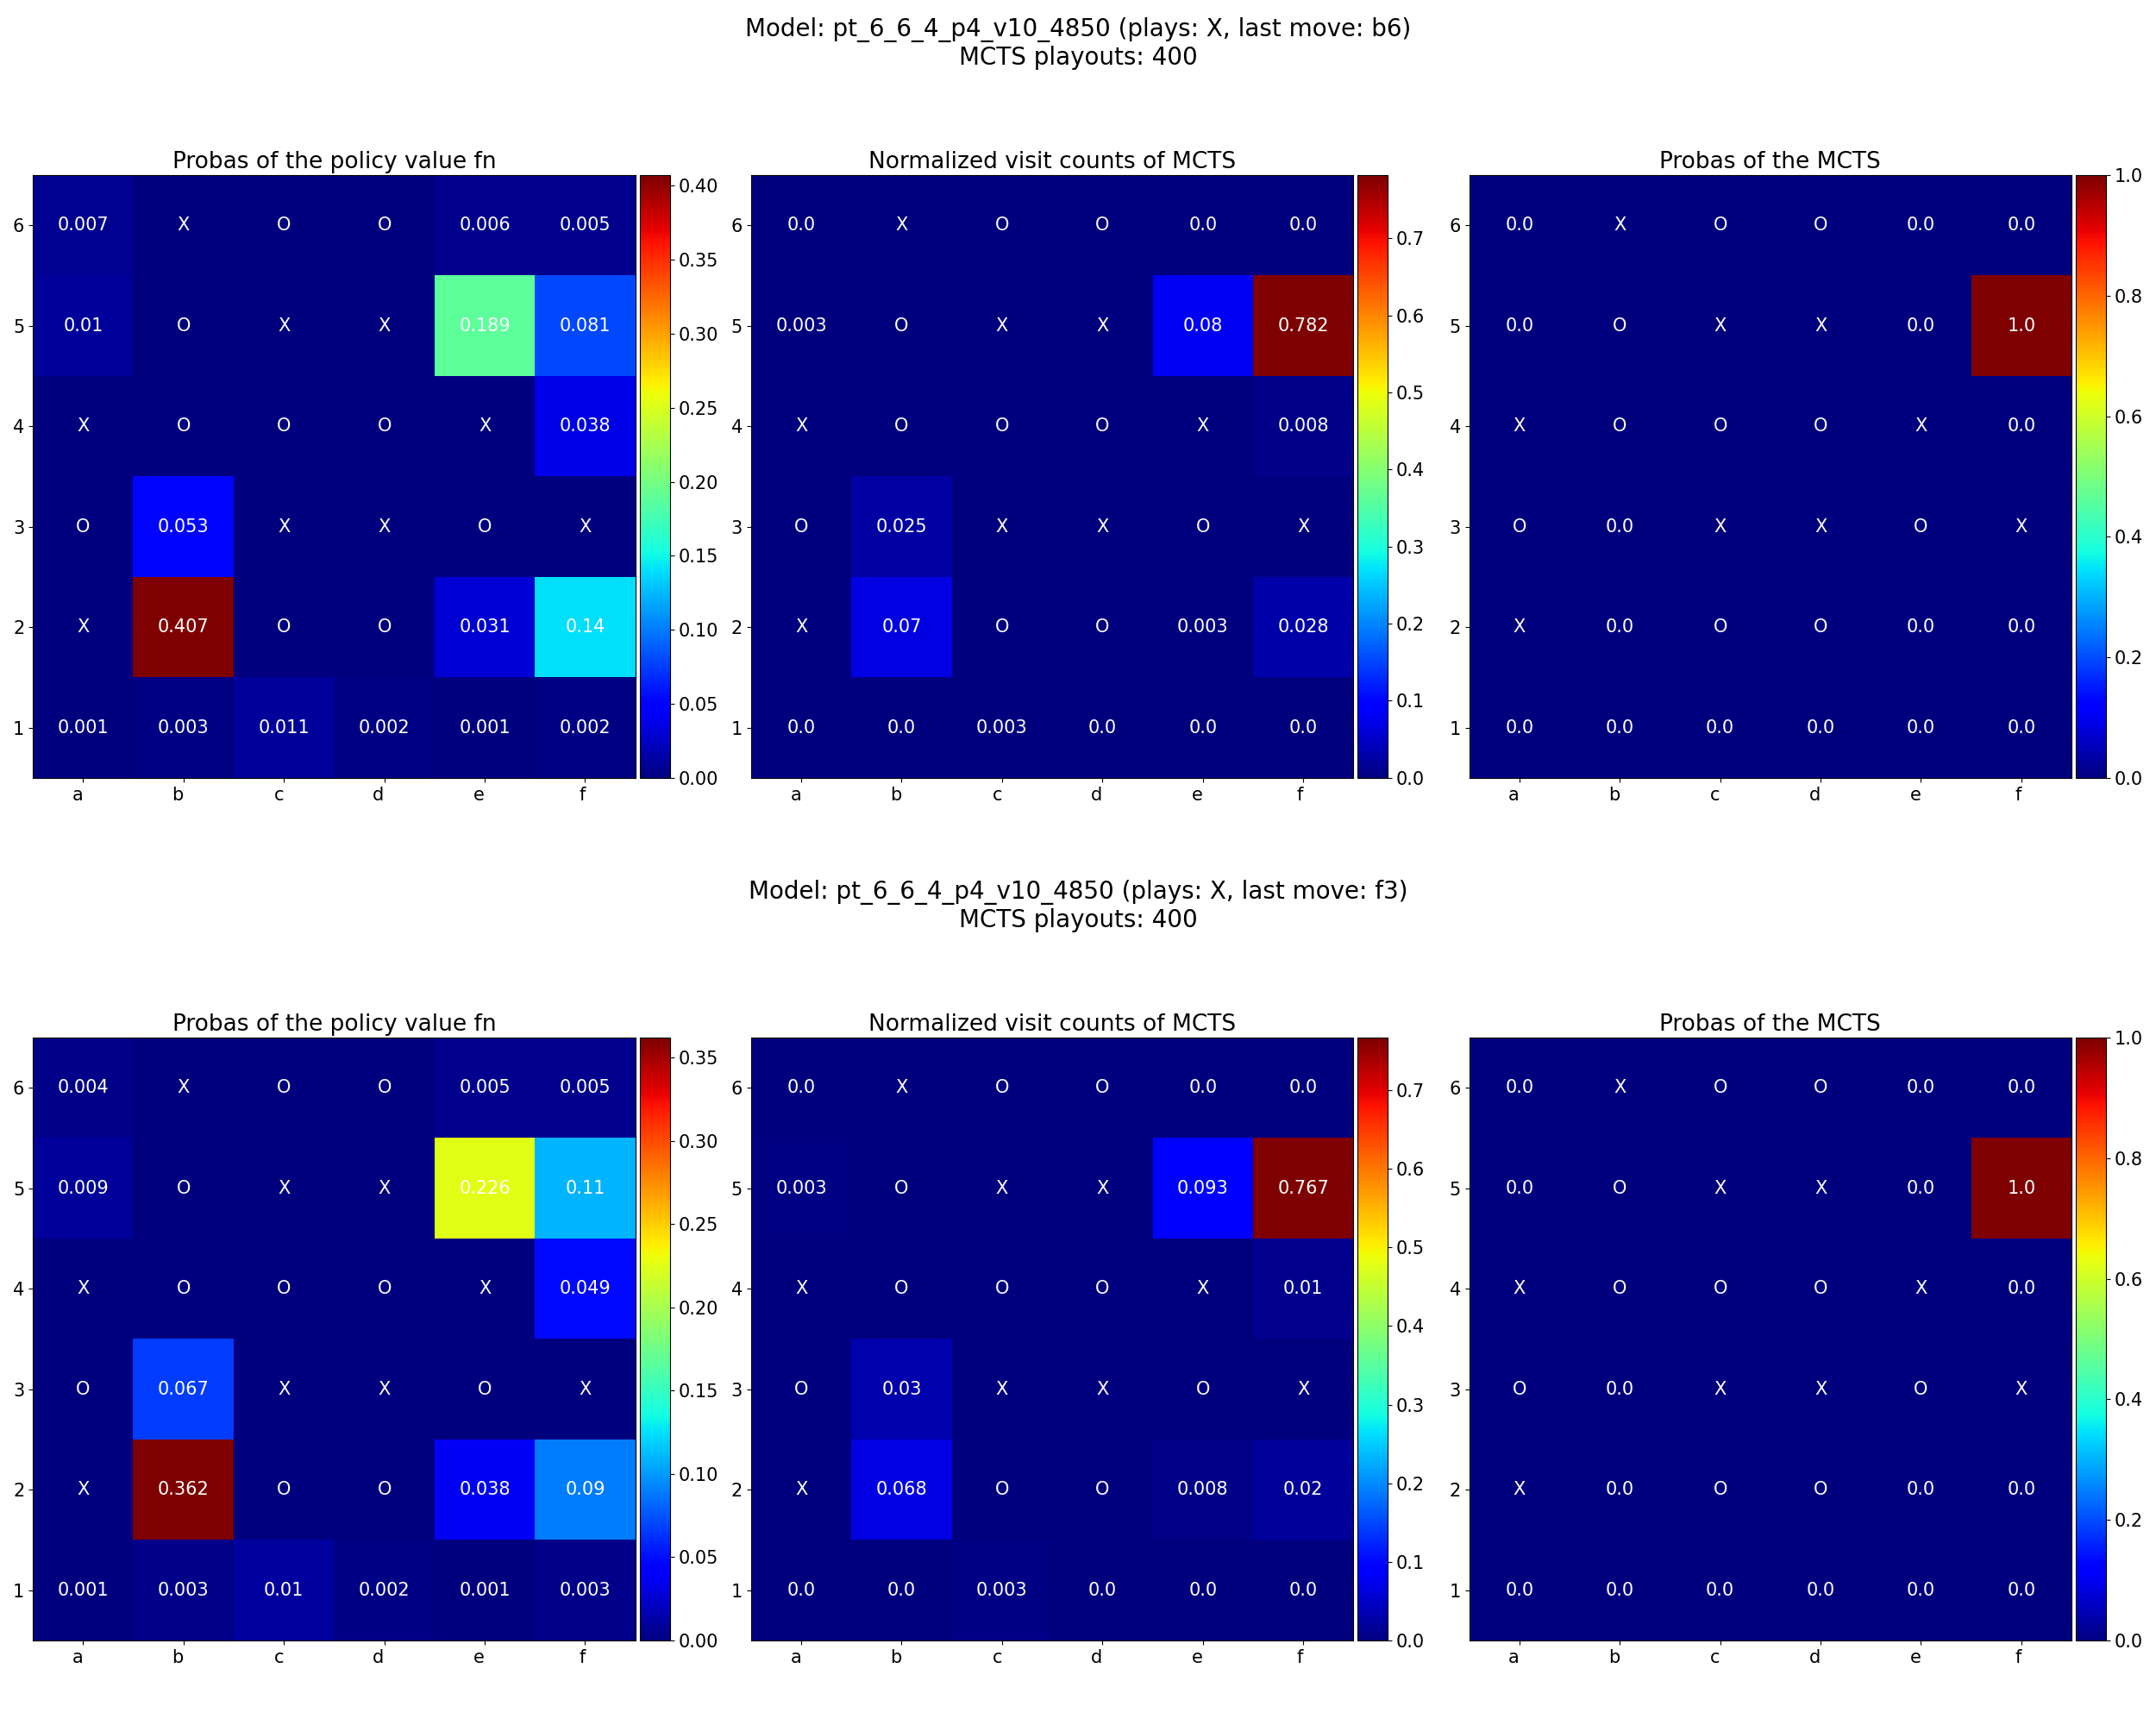 Model: pt_6_6_4_p4_v10_4850 (plays: X, last move: b6)
MCTS playouts: 400
Probas of the policy value fn
6 0.007 X O O 0.006 0.005
5 0.01 O X X 0.189 0.081
4 X O O O X 0.038
3 O 0.053 X X O X
2 X 0.407 O O 0.031 0.14
1 0.001 0.003 0.011 0.002 0.001 0.002
a b c d e f
0.40
0.35
0.30
0.25
0.20
0.15
0.10
0.05
0.00
Normalized visit counts of MCTS
6 0.0 X O O 0.0 0.0
5 0.003 O X X 0.08 0.782
4 X O O O X 0.008
3 O 0.025 X X O X
2 X 0.07 O O 0.003 0.028
1 0.0 0.0 0.003 0.0 0.0 0.0
a b c d e f
0.7
0.6
0.5
0.4
0.3
0.2
0.1
0.0
Probas of the MCTS
6 0.0 X O O 0.0 0.0
5 0.0 O X X 0.0 1.0
4 X O O O X 0.0
3 O 0.0 X X O X
2 X 0.0 O O 0.0 0.0
1 0.0 0.0 0.0 0.0 0.0 0.0
a b c d e f
1.0
0.8
0.6
0.4
0.2
0.0
Model: pt_6_6_4_p4_v10_4850 (plays: X, last move: f3)
MCTS playouts: 400
Probas of the policy value fn
6 0.004 X O O 0.005 0.005
5 0.009 O X X 0.226 0.11
4 X O O O X 0.049
3 O 0.067 X X O X
2 X 0.362 O O 0.038 0.09
1 0.001 0.003 0.01 0.002 0.001 0.003
a b c d e f
0.35
0.30
0.25
0.20
0.15
0.10
0.05
0.00
Normalized visit counts of MCTS
6 0.0 X O O 0.0 0.0
5 0.003 O X X 0.093 0.767
4 X O O O X 0.01
3 O 0.03 X X O X
2 X 0.068 O O 0.008 0.02
1 0.0 0.0 0.003 0.0 0.0 0.0
a b c d e f
0.7
0.6
0.5
0.4
0.3
0.2
0.1
0.0
Probas of the MCTS
6 0.0 X O O 0.0 0.0
5 0.0 O X X 0.0 1.0
4 X O O O X 0.0
3 O 0.0 X X O X
2 X 0.0 O O 0.0 0.0
1 0.0 0.0 0.0 0.0 0.0 0.0
a b c d e f
1.0
0.8
0.6
0.4
0.2
0.0